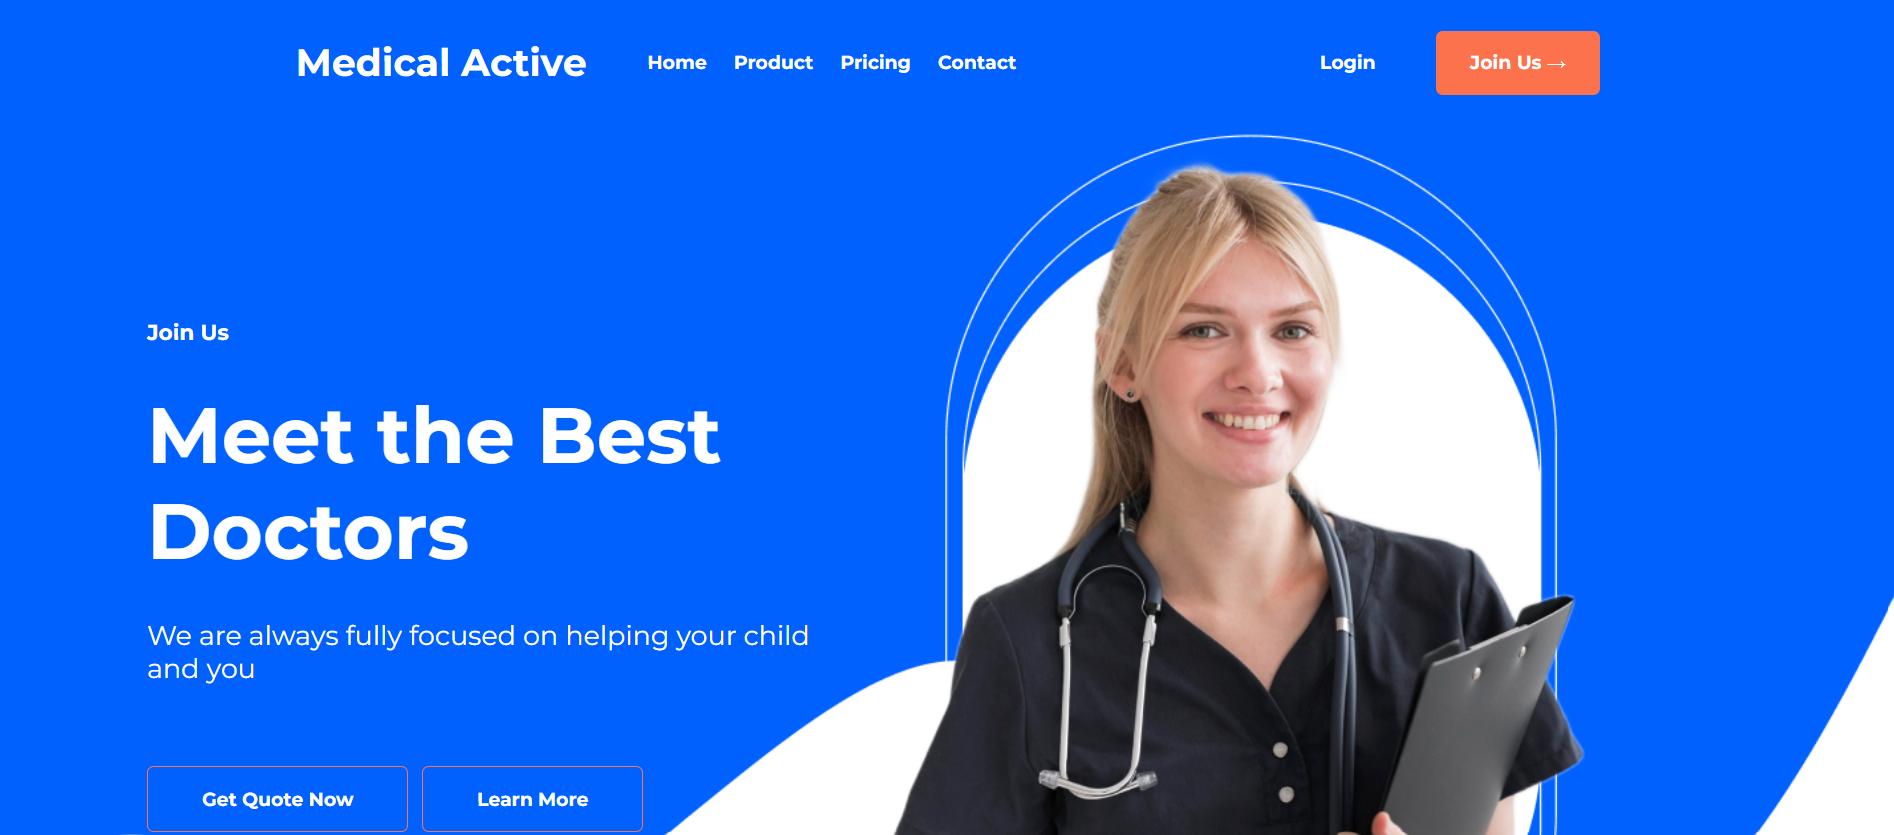 Medical Active
Home Product Pricing Contact
Login
Join Us →
Join Us
Meet the Best
Doctors
We are always fully focused on helping your child
and you
Get Quote Now
Learn More